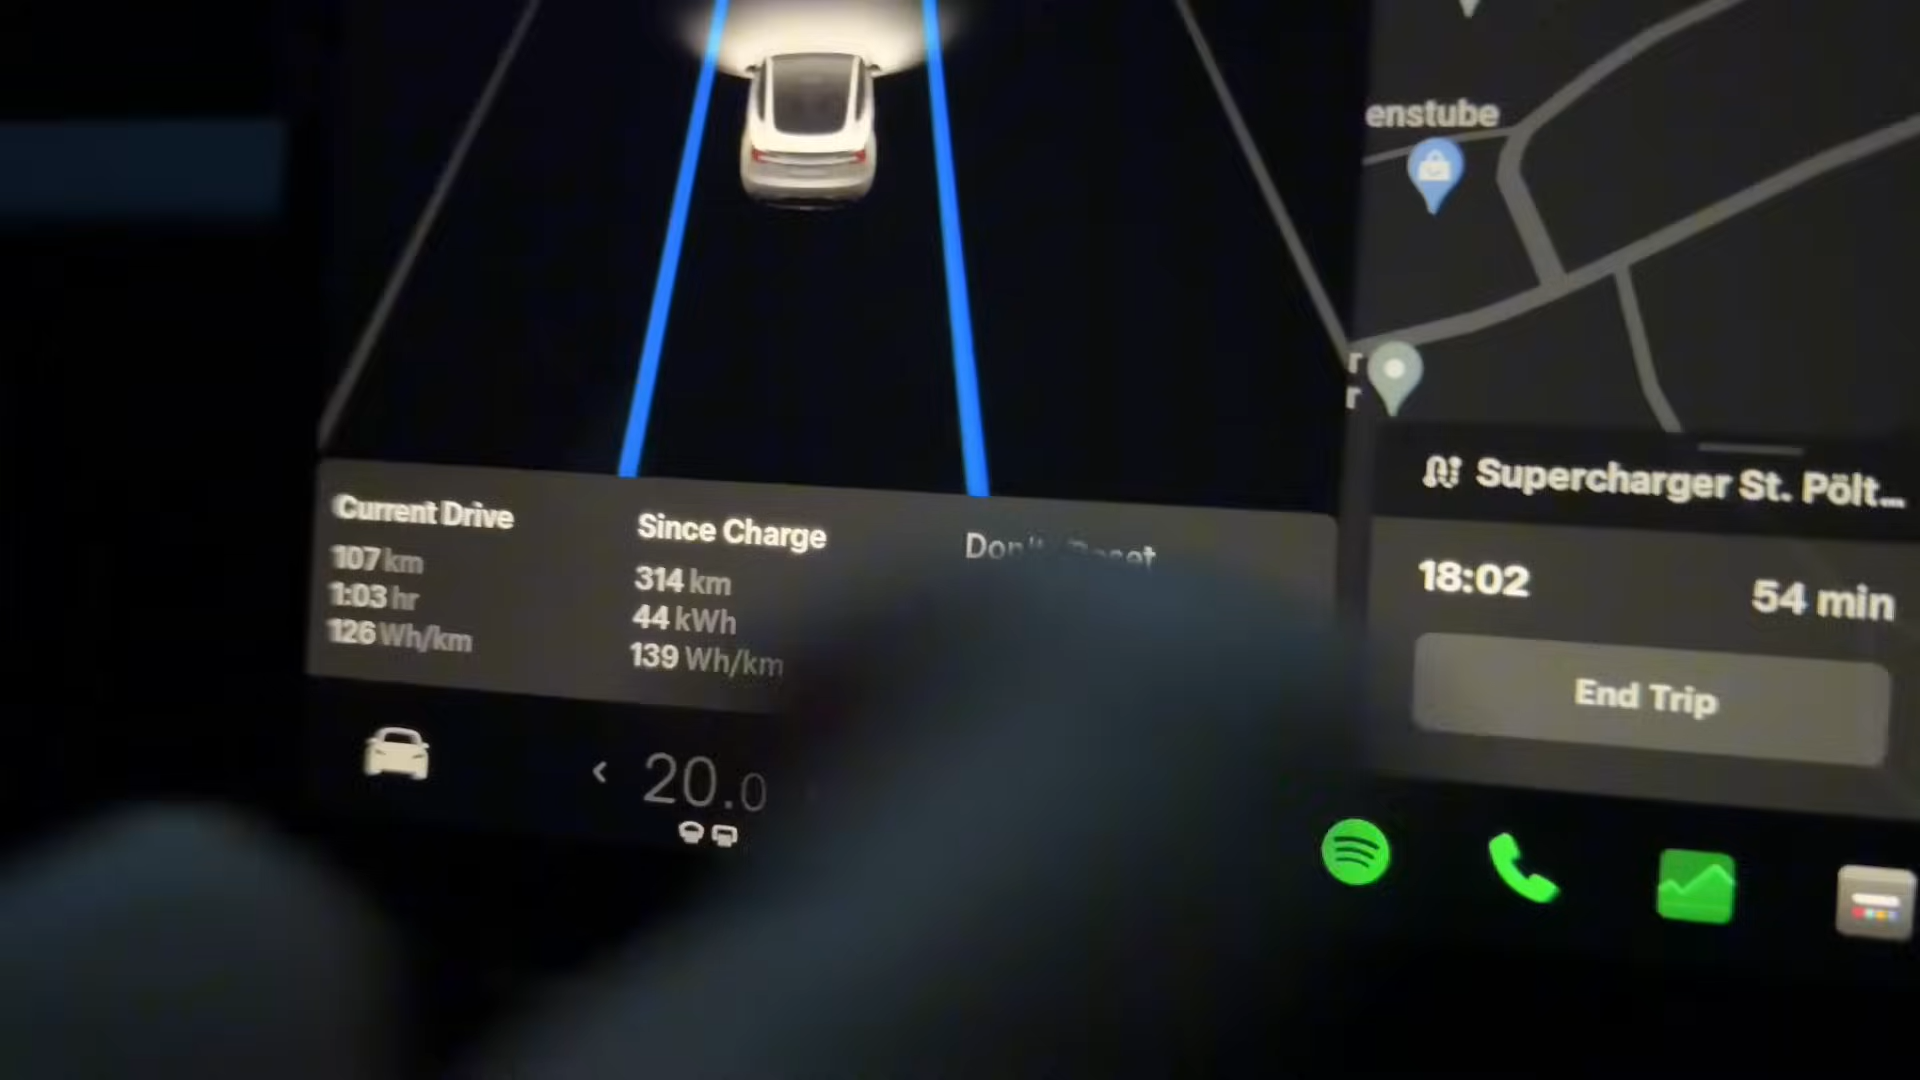 enstube
r
r
Supercharger St. Pölt...
18:02 54 min
End Trip
Current Drive
107 km
1:03 hr
126 Wh/km
Since Charge
314 km
44 kWh
139 Wh/km
20.0